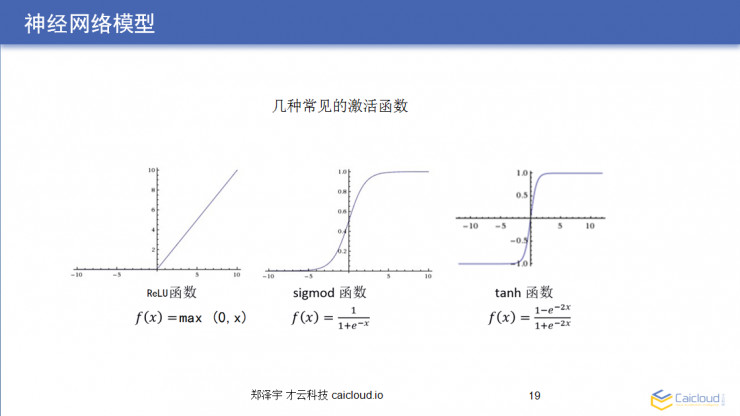 神经网络模型
几种常见的激活函数
10
8
6
4
2
-10 -5 5 10
1.0
0.8
0.6
0.4
0.2
-10 -5 5 10
1.0
0.5
-10 -5 5 10
-0.5
-1.0
ReLU函数
f(x)=max (0,x)
sigmod 函数
f(x)=1/(1+e^{-x})
tanh 函数
f(x)=(1-e^{-2x})/(1+e^{-2x})
郑泽宇 才云科技 caicloud.io
19
Caicloud